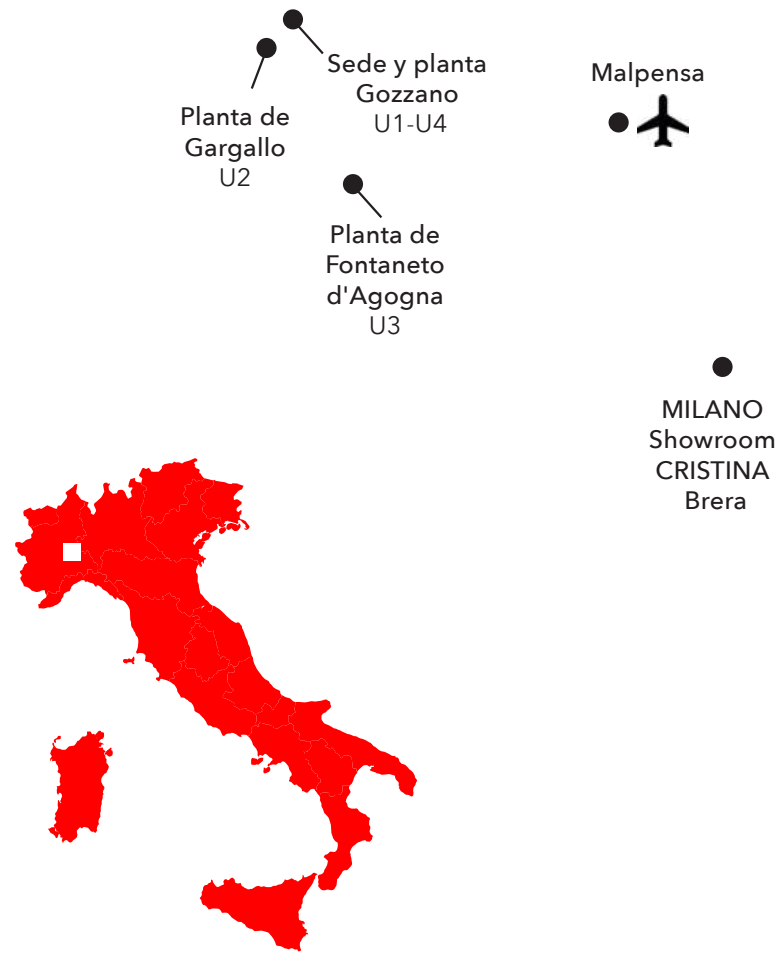 Sede y planta
Gozzano
U1-U4
Malpensa
Planta de
Gargallo
U2
Planta de
Fontaneto
d'Agogna
U3
MILANO
Showroom
CRISTINA
Brera